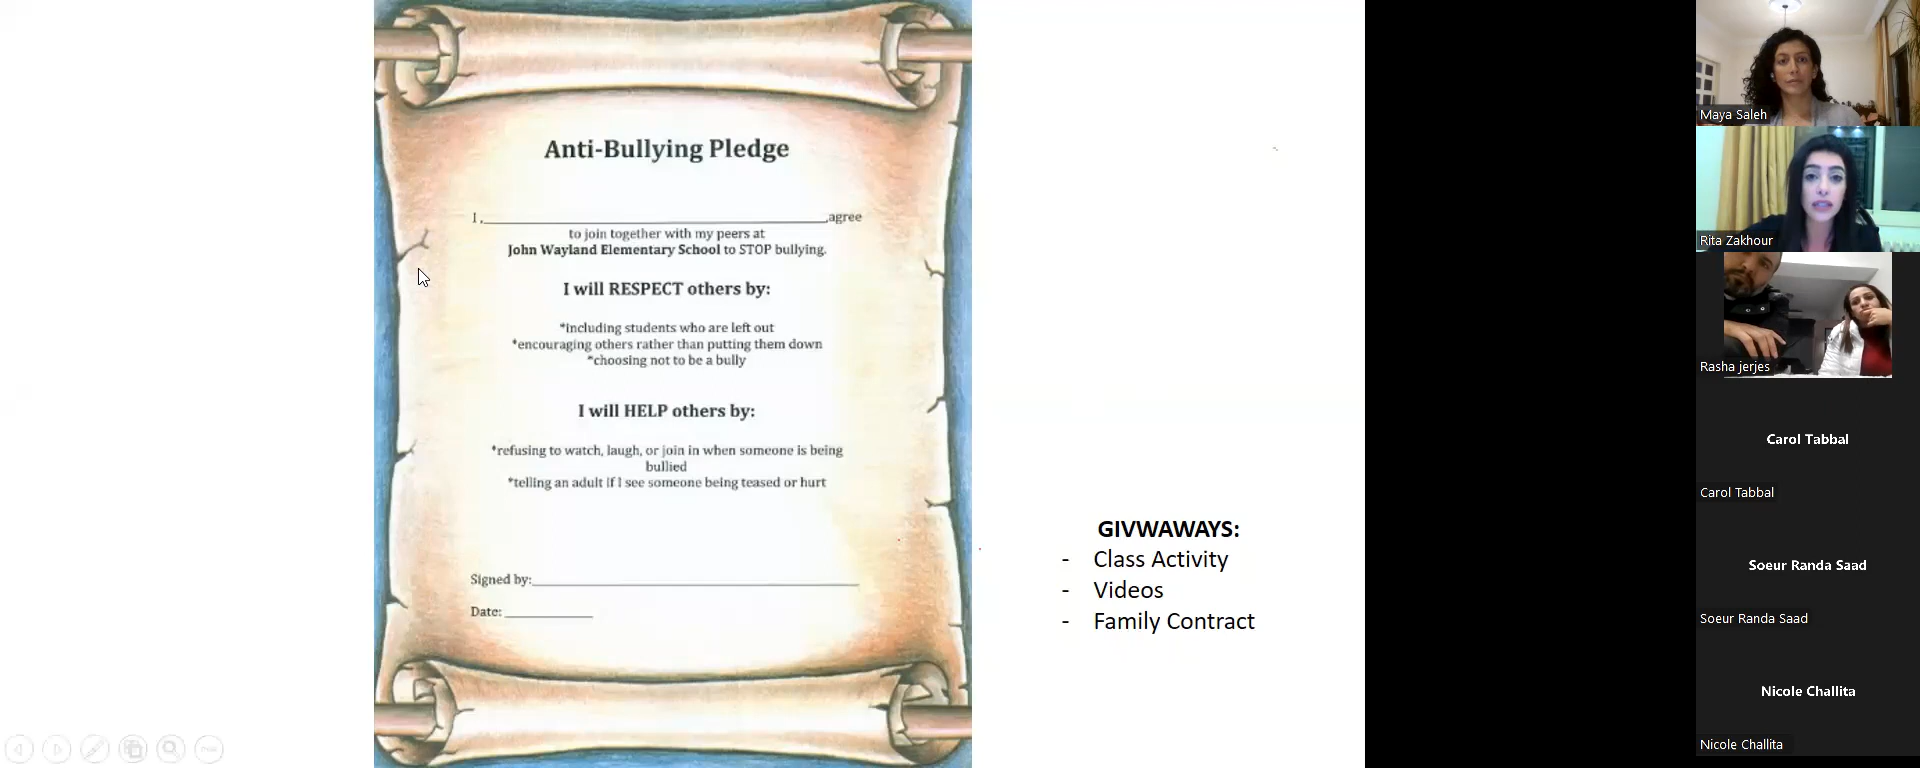 Anti-Bullying Pledge
I ,______________________________,agree
to join together with my peers at
John Wayland Elementary School to STOP bullying.
I will RESPECT others by:
*including students who are left out
*encouraging others rather than putting them down
*choosing not to be a bully
I will HELP others by:
*refusing to watch, laugh, or join in when someone is being
bullied
*telling an adult if I see someone being teased or hurt
Signed by:______________________________
Date: __________
GIVWAWAYS:
- Class Activity
- Videos
- Family Contract
Maya Saleh
Rita Zakhour
Rasha jerjes
Carol Tabbal
Carol Tabbal
Soeur Randa Saad
Soeur Randa Saad
Nicole Challita
Nicole Challita